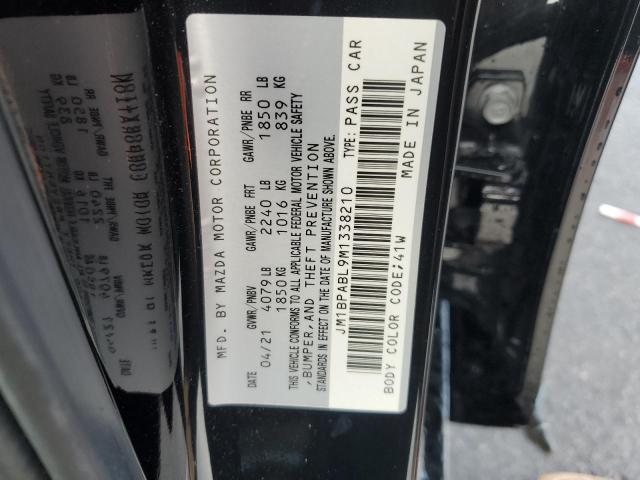 MFD. BY MAZDA MOTOR CORPORATION
DATE GVWR/PNBV GAWR/PNBE FRT GAWR/PNBE RR
04/21 4079 LB 2240 LB 1850 LB
1850 KG 1016 KG 839 KG
THIS VEHICLE CONFORMS TO ALL APPLICABLE FEDERAL MOTOR VEHICLE SAFETY
,BUMPER,AND THEFT PREVENTION
STANDARDS IN EFFECT ON THE DATE OF MANUFACTURE SHOWN ABOVE.
JM1BPABL9M1338210 TYPE: PASS CAR
BODY COLOR CODE;41W MADE IN JAPAN